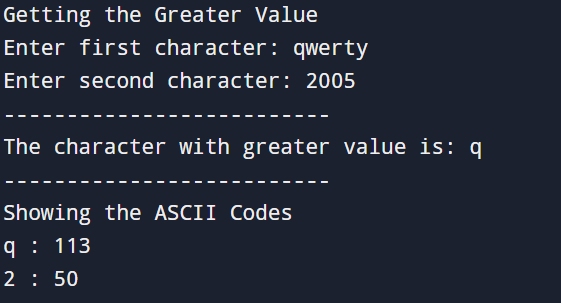 Getting the Greater Value
Enter first character: qwerty
Enter second character: 2005
--------------------------
The character with greater value is: q
--------------------------
Showing the ASCII Codes
q : 113
2 : 50